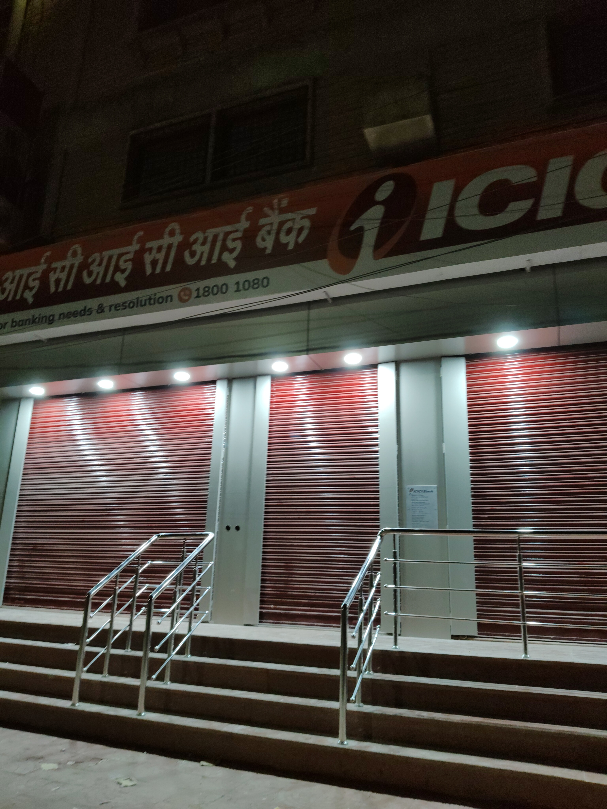 आई सी आई सी आई बैंक
i ICIC
or banking needs & resolution 1800 1080